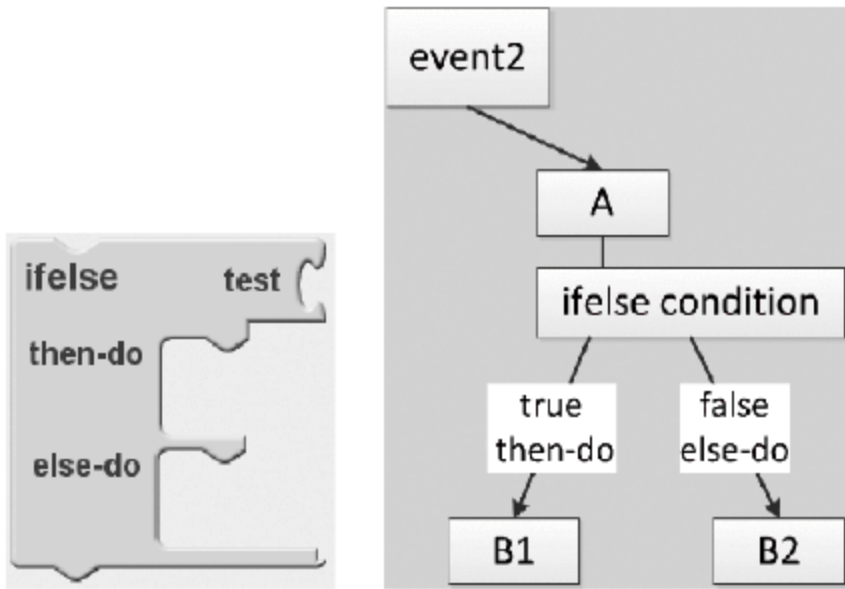 ifelse test
then-do
else-do
event2
A
ifelse condition
true
then-do
false
else-do
B1
B2